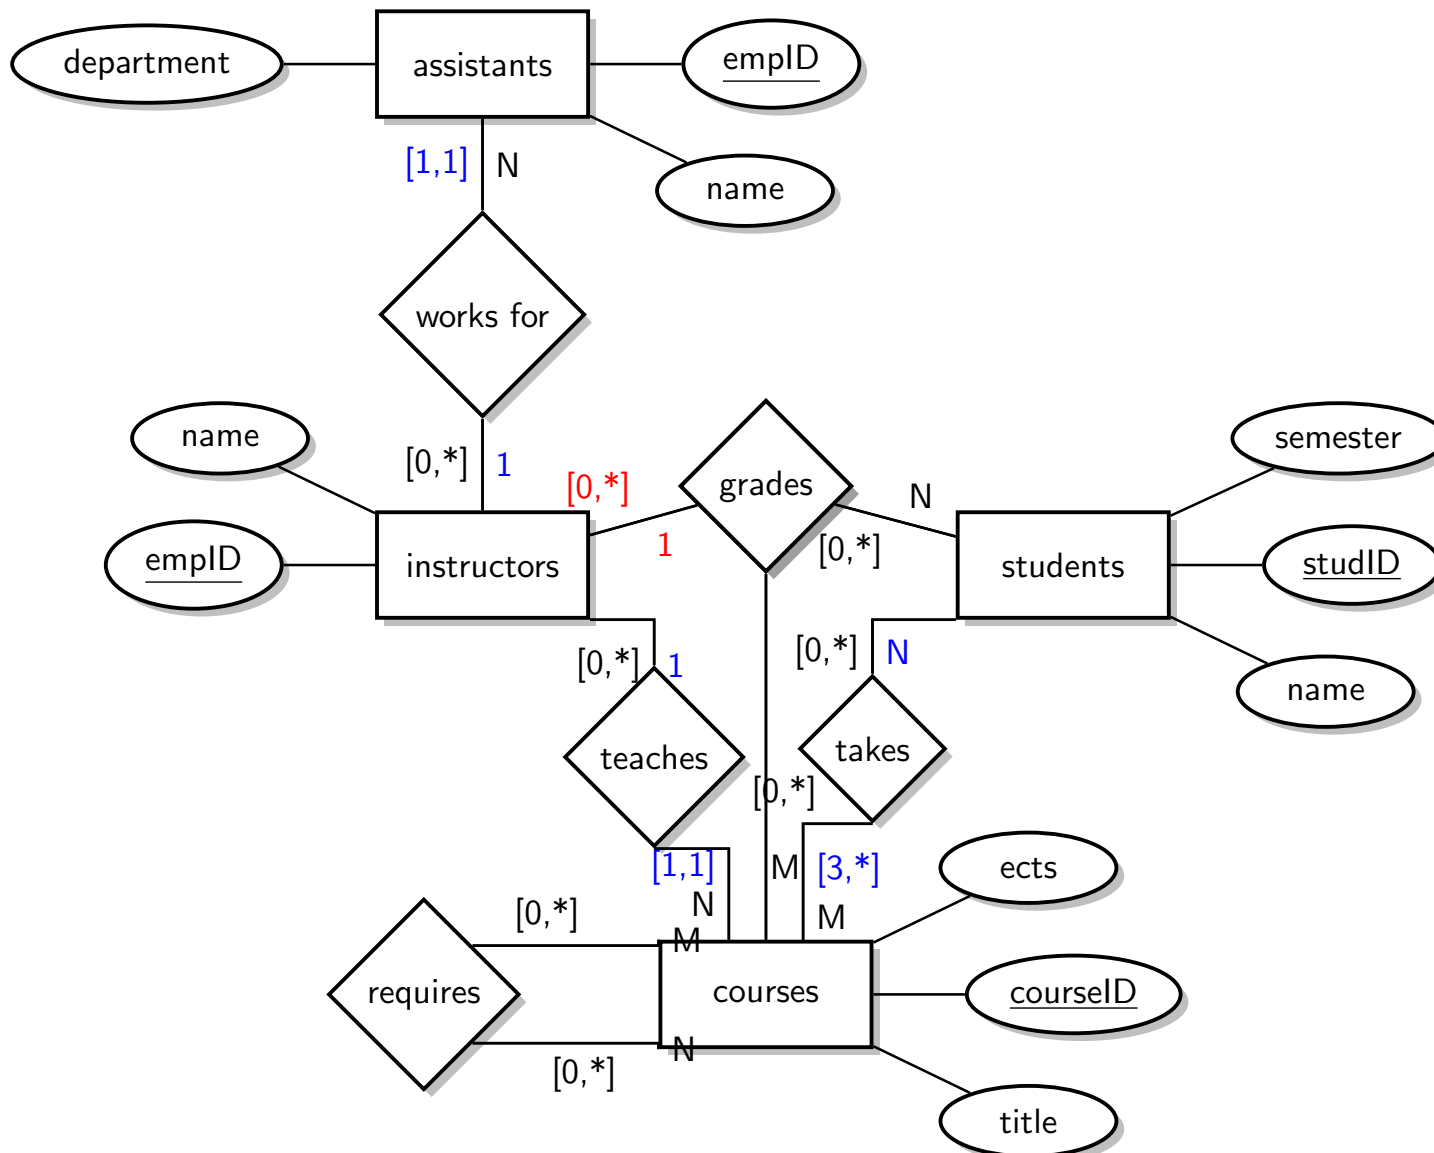 department
assistants
empID
[1,1]
N
name
works for
name
[0,*]
1
[0,*]
grades
N
semester
1
[0,*]
empID
instructors
students
studID
[0,*]
1
[0,*]
N
name
teaches
takes
[0,*]
[1,1]
M
[3,*]
ects
N
[0,*]
M
M
requires
courses
courseID
[0,*]
N
title